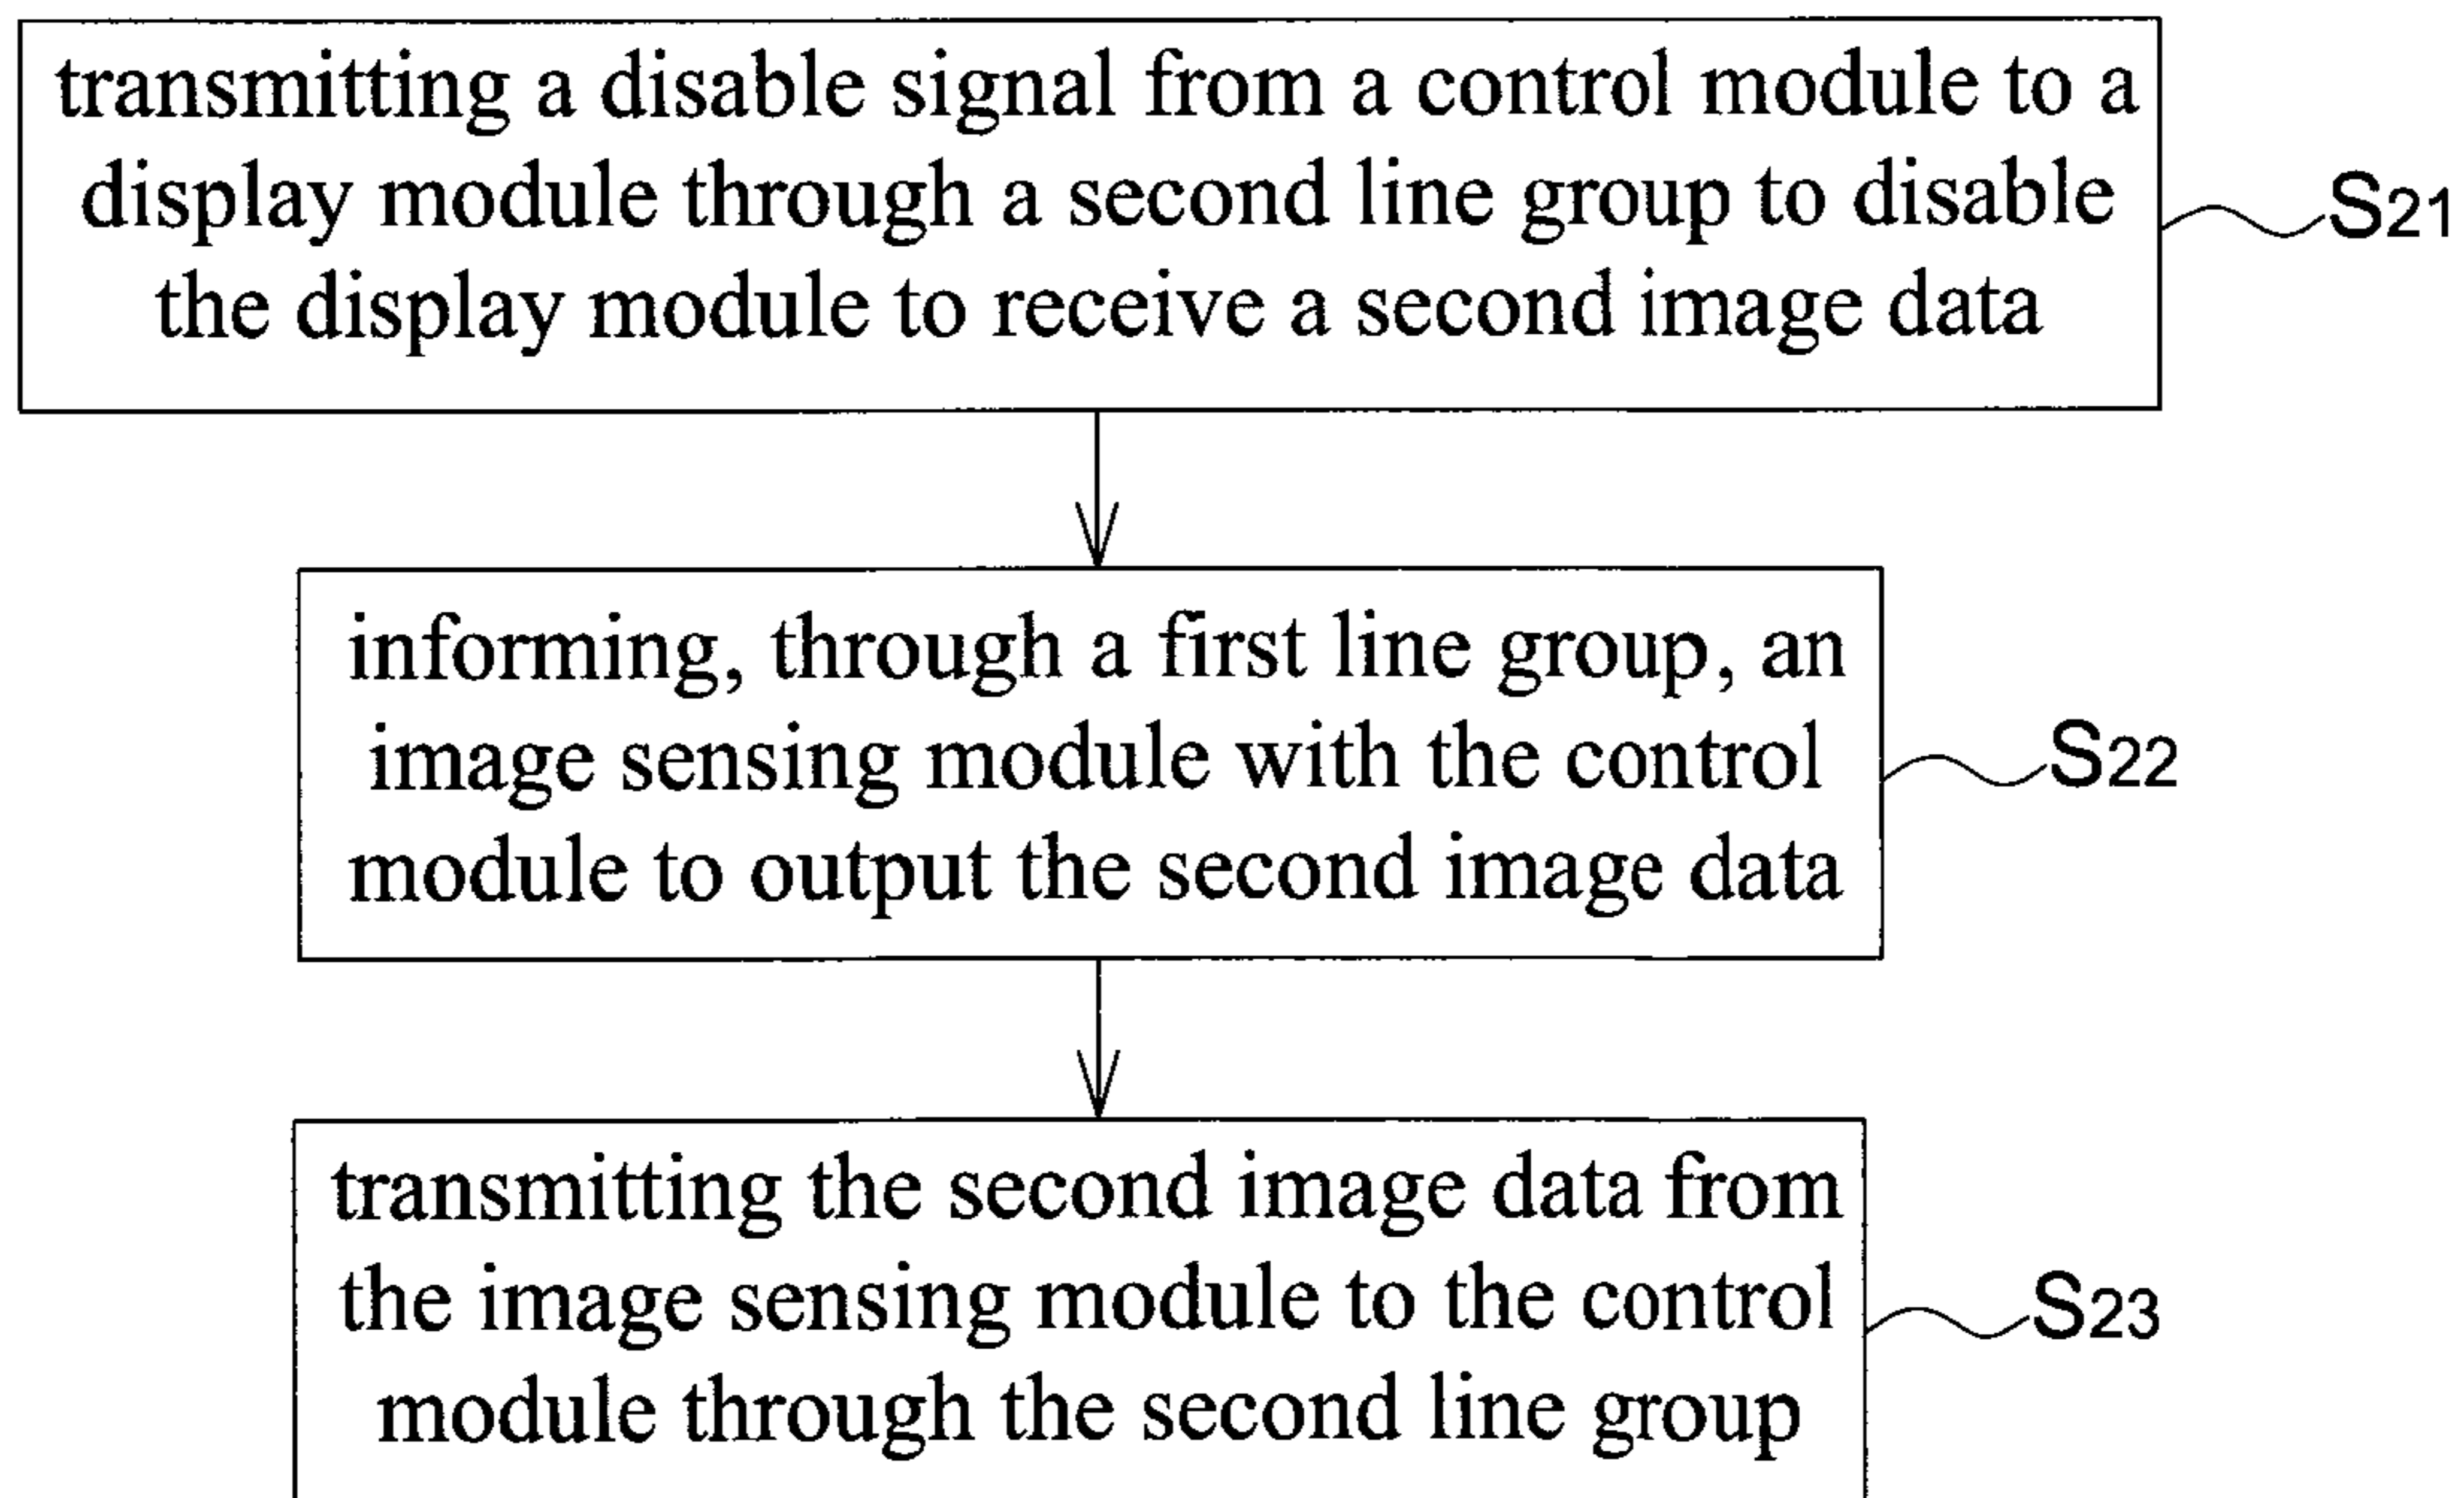 transmitting a disable signal from a control module to a
display module through a second line group to disable
the display module to receive a second image data
S21
informing, through a first line group, an
image sensing module with the control
module to output the second image data
S22
transmitting the second image data from
the image sensing module to the control
module through the second line group
S23